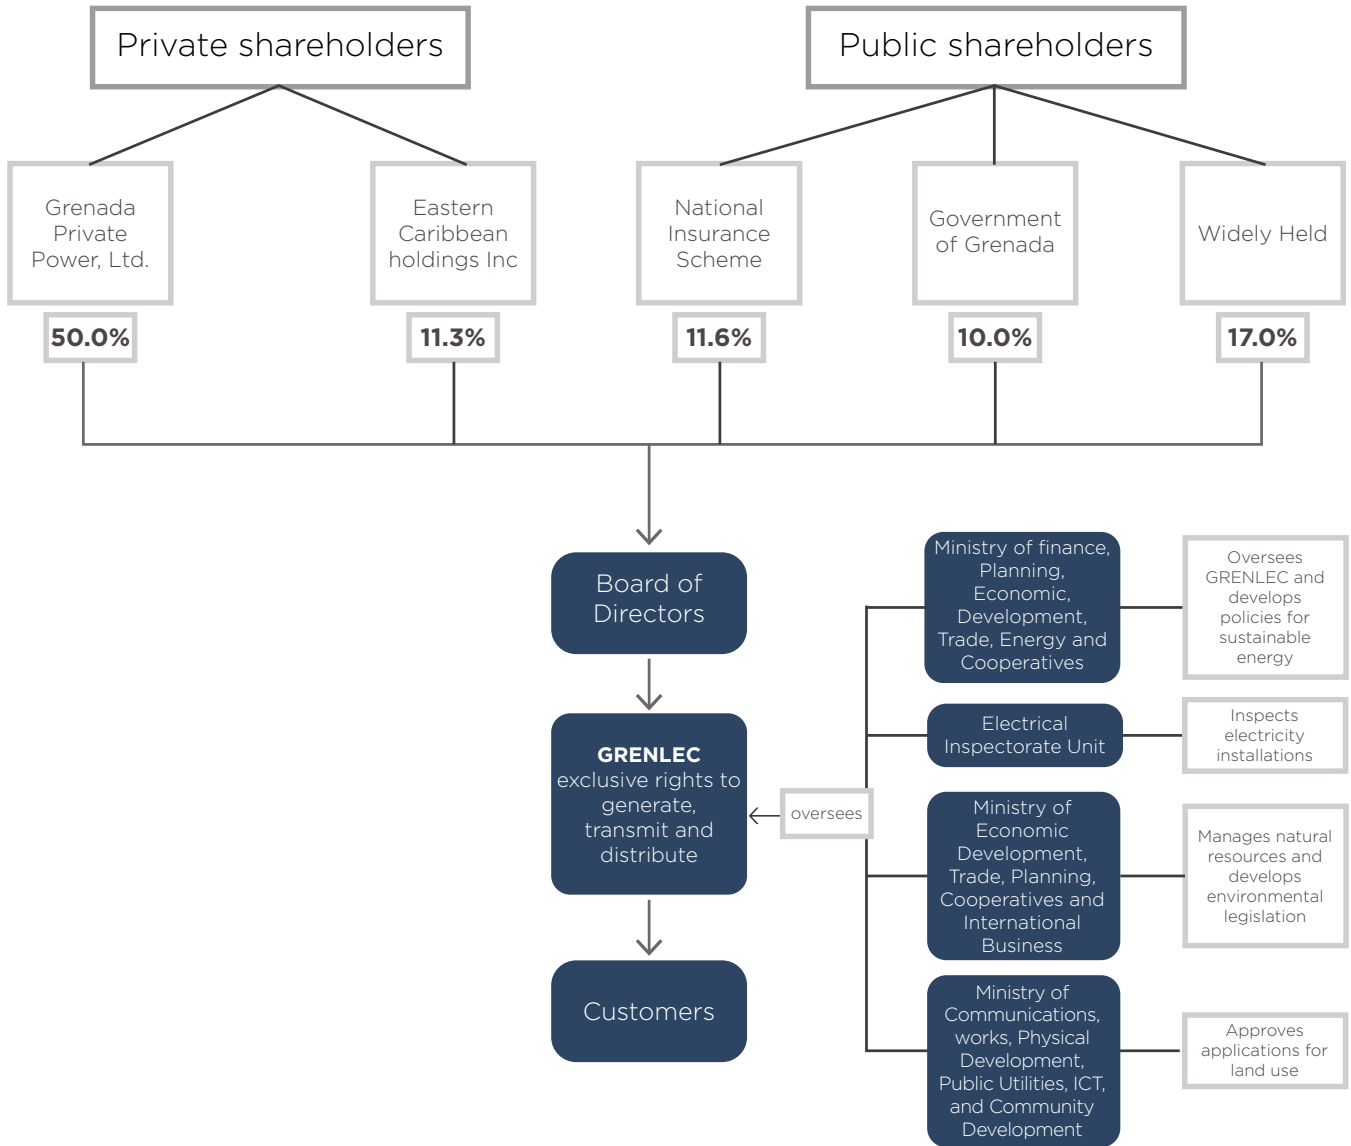 Private shareholders
Public shareholders
Grenada
Private
Power, Ltd.
Eastern
Caribbean
holdings Inc
National
Insurance
Scheme
Government
of Grenada
Widely Held
50.0%
11.3%
11.6%
10.0%
17.0%
Board of
Directors
GRENLEC
exclusive rights to
generate,
transmit and
distribute
Customers
oversees
Ministry of finance,
Planning,
Economic,
Development,
Trade, Energy and
Cooperatives
Oversees
GRENLEC and
develops
policies for
sustainable
energy
Electrical
Inspectorate Unit
Inspects
electricity
installations
Ministry of
Economic
Development,
Trade, Planning,
Cooperatives and
International
Business
Manages natural
resources and
develops
environmental
legislation
Ministry of
Communications,
works, Physical
Development,
Public Utilities, ICT,
and Community
Development
Approves
applications for
land use